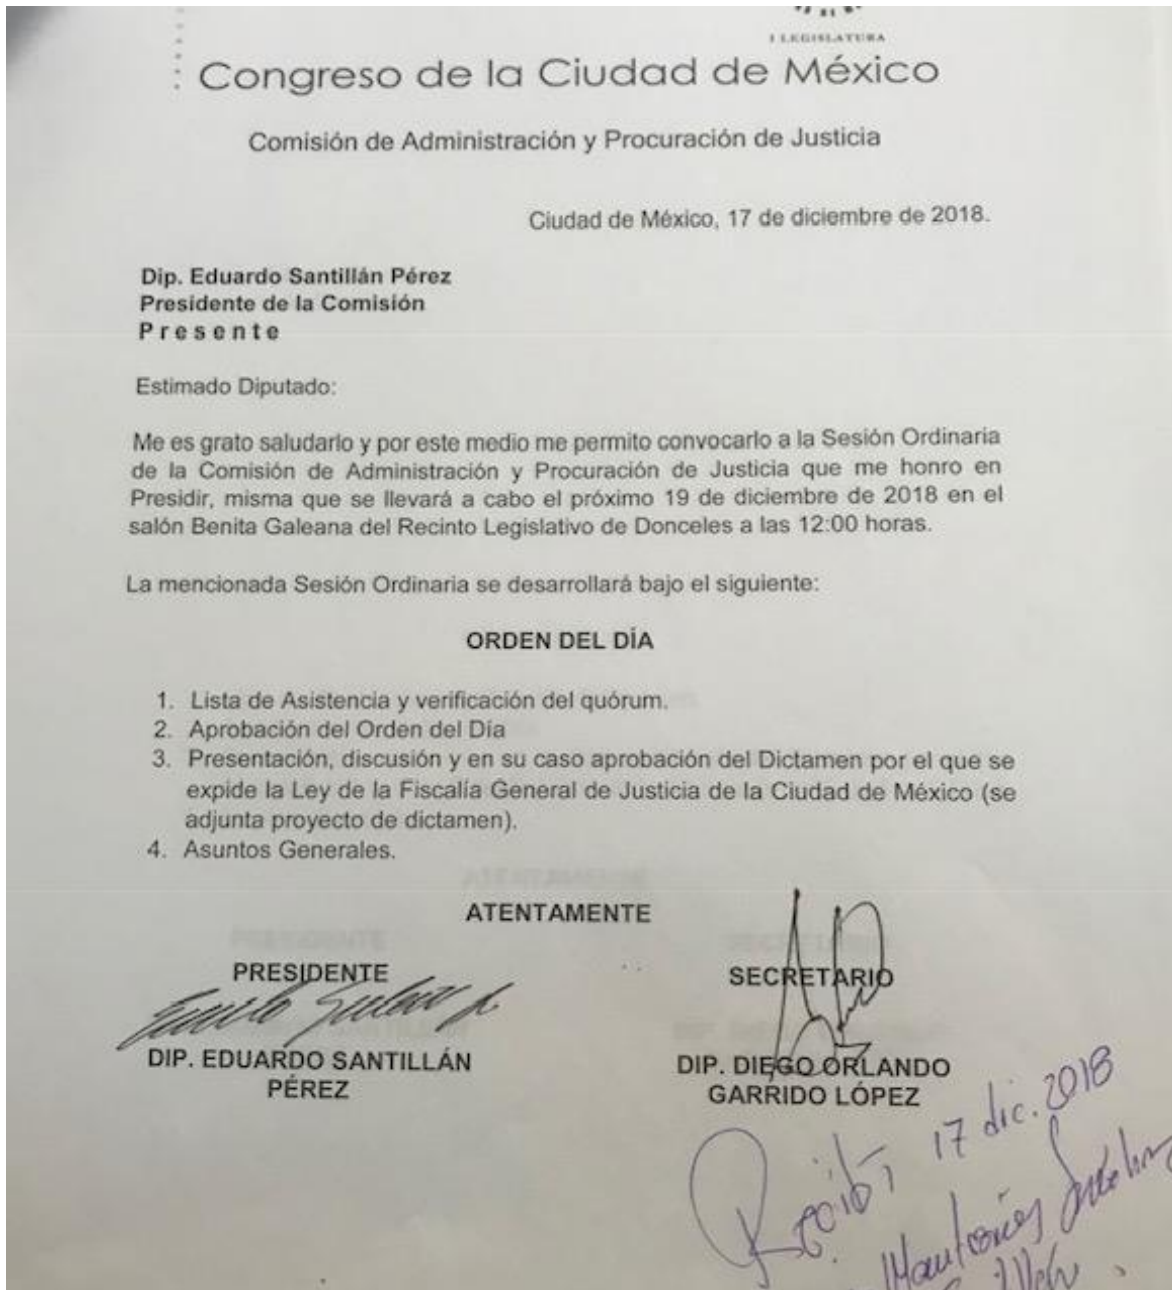 I LEGISLATURA
Congreso de la Ciudad de México
Comisión de Administración y Procuración de Justicia
Ciudad de México, 17 de diciembre de 2018.
Dip. Eduardo Santillán Pérez
Presidente de la Comisión
P r e s e n t e
Estimado Diputado:
Me es grato saludarlo y por este medio me permito convocarlo a la Sesión Ordinaria
de la Comisión de Administración y Procuración de Justicia que me honro en
Presidir, misma que se llevará a cabo el próximo 19 de diciembre de 2018 en el
salón Benita Galeana del Recinto Legislativo de Donceles a las 12:00 horas.
La mencionada Sesión Ordinaria se desarrollará bajo el siguiente:
ORDEN DEL DÍA
1. Lista de Asistencia y verificación del quórum.
2. Aprobación del Orden del Día
3. Presentación, discusión y en su caso aprobación del Dictamen por el que se
expide la Ley de la Fiscalía General de Justicia de la Ciudad de México (se
adjunta proyecto de dictamen).
4. Asuntos Generales.
ATENTAMENTE
PRESIDENTE
DIP. EDUARDO SANTILLÁN
PÉREZ
SECRETARIO
DIP. DIEGO ORLANDO
GARRIDO LÓPEZ
Recibí 17 dic. 2018